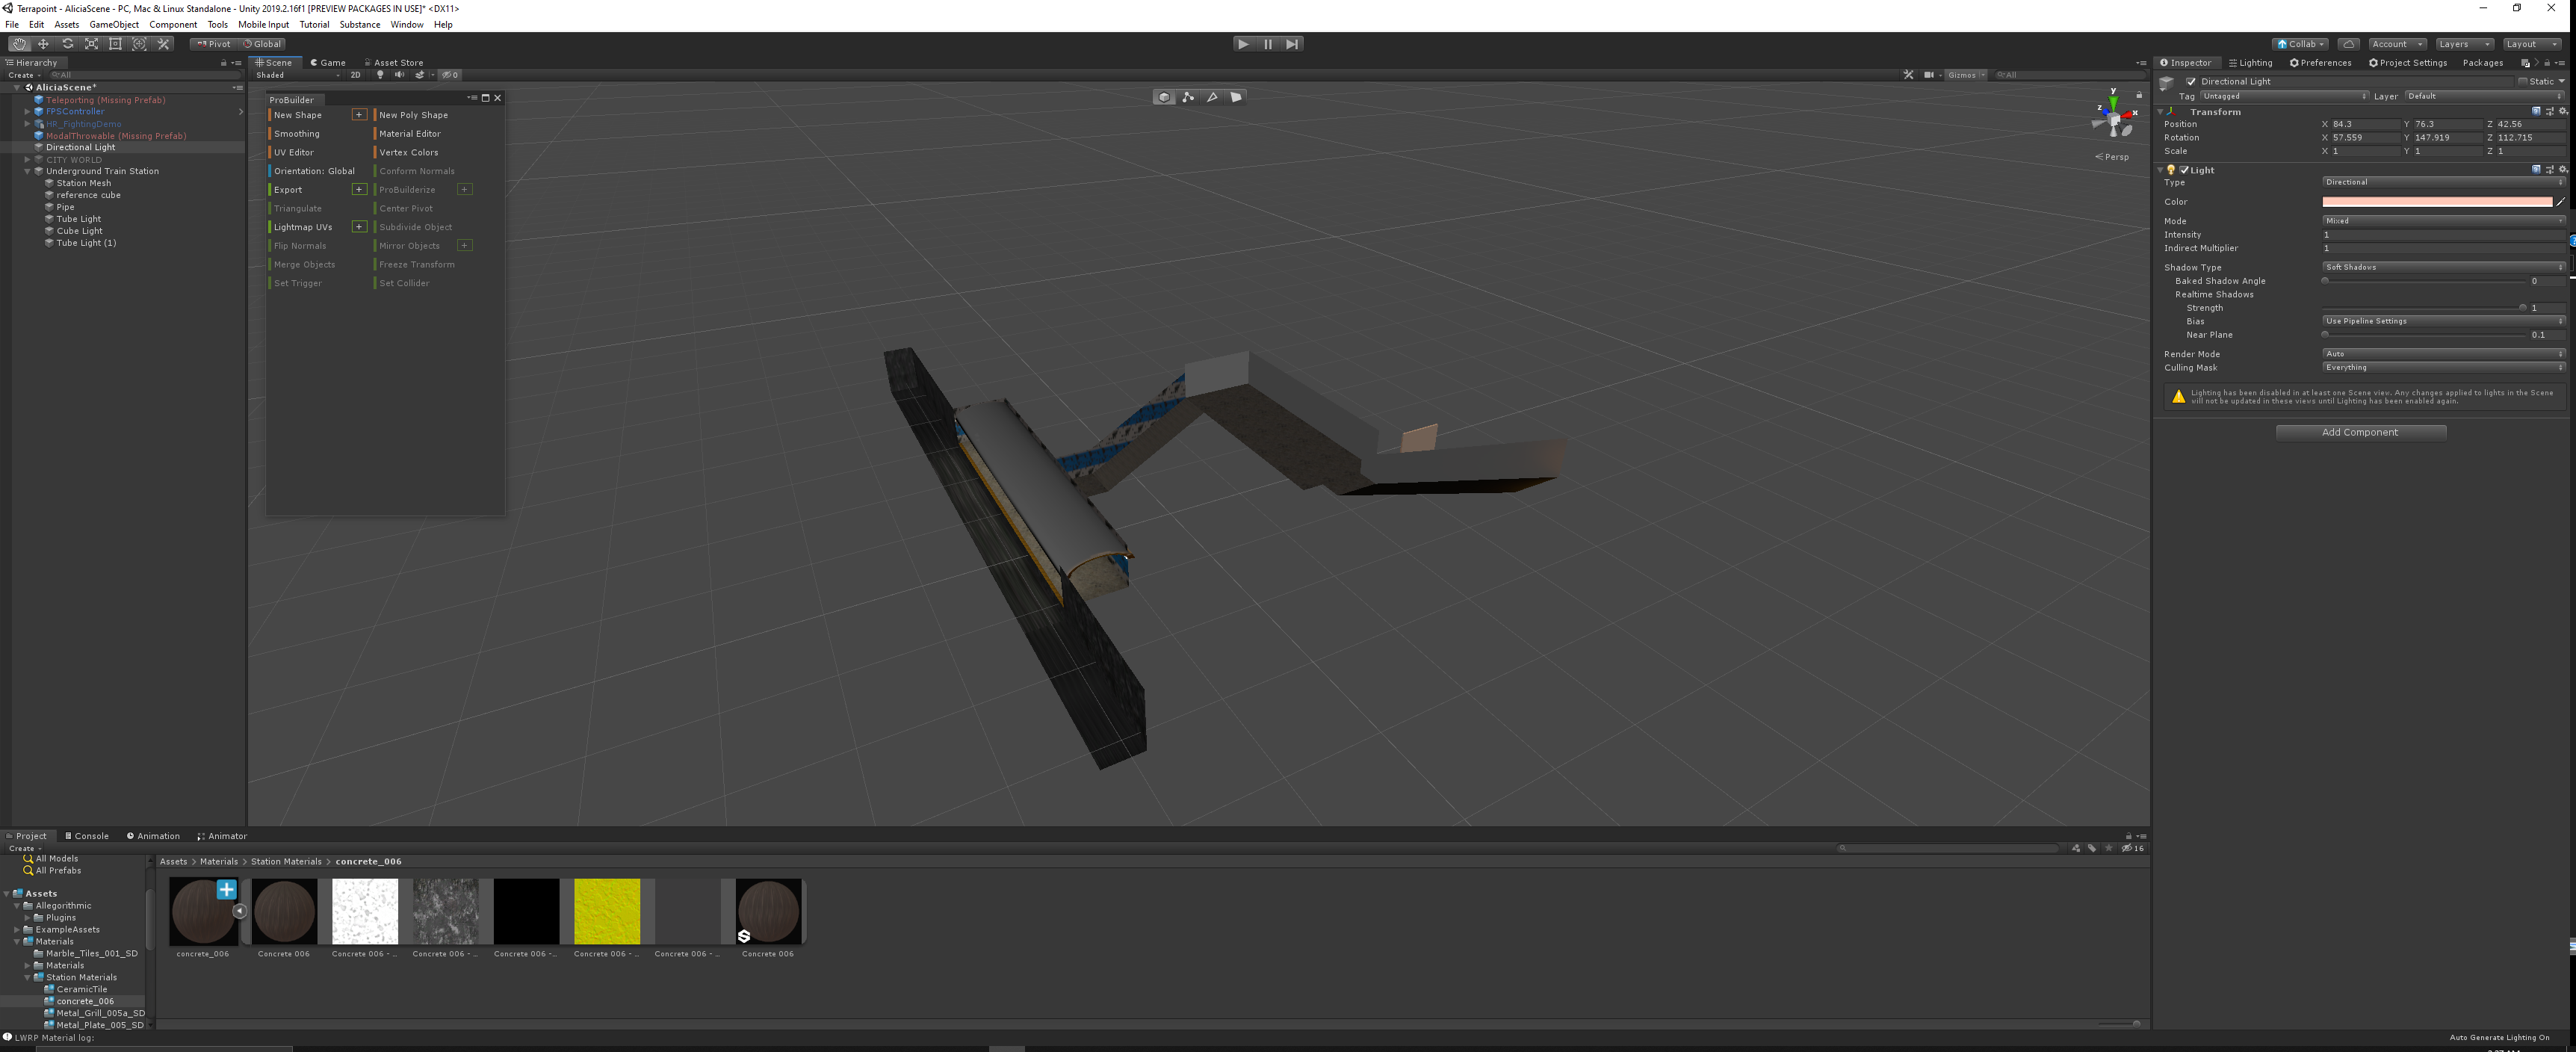 Terrapoint - AliciaScene - PC, Mac & Linux Standalone - Unity 2019.2.16f1 [PREVIEW PACKAGES IN USE]* <DX11>
File Edit Assets GameObject Component Tools Mobile Input Tutorial Substance Window Help
Pivot Global
Collab Account Layers Layout
Hierarchy
Create All
AliciaScene*
Teleporting (Missing Prefab)
FPSController
HR_FightingDemo
ModalThrowable (Missing Prefab)
Directional Light
CITY WORLD
Underground Train Station
Station Mesh
reference cube
Pipe
Tube Light
Cube Light
Tube Light (1)
Scene Game Asset Store
Shaded 2D 0 Gizmos All
ProBuilder
New Shape + New Poly Shape
Smoothing Material Editor
UV Editor Vertex Colors
Orientation: Global Conform Normals
Export + ProBuilderize +
Triangulate Center Pivot
Lightmap UVs + Subdivide Object
Flip Normals Mirror Objects +
Merge Objects Freeze Transform
Set Trigger Set Collider
y
z x
Persp
Inspector Lighting Preferences Project Settings Packages
Directional Light Static
Tag Untagged Layer Default
Transform
Position X 84.3 Y 76.3 Z 42.56
Rotation X 57.559 Y 147.919 Z 112.715
Scale X 1 Y 1 Z 1
Light
Type Directional
Color
Mode Mixed
Intensity 1
Indirect Multiplier 1
Shadow Type Soft Shadows
Baked Shadow Angle 0
Realtime Shadows
Strength 1
Bias Use Pipeline Settings
Near Plane 0.1
Render Mode Auto
Culling Mask Everything
Lighting has been disabled in at least one Scene view. Any changes applied to lights in the Scene
will not be updated in these views until Lighting has been enabled again.
Add Component
Project Console Animation Animator
Create
16
All Models
All Prefabs
Assets
Allegorithmic
Plugins
ExampleAssets
Materials
Marble_Tiles_001_SD
Materials
Station Materials
CeramicTile
concrete_006
Metal_Grill_005a_SD
Metal_Plate_005_SD
Assets > Materials > Station Materials > concrete_006
concrete_006 Concrete 006 Concrete 006 - ... Concrete 006 - ... Concrete 006 -... Concrete 006 - ... Concrete 006 - ... Concrete 006
LWRP Material log:
Auto Generate Lighting On